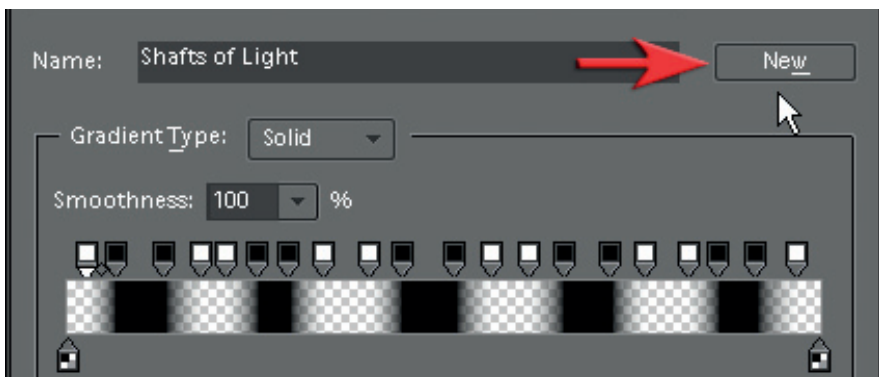 Name: Shafts of Light New
Gradient Type: Solid
Smoothness: 100 %